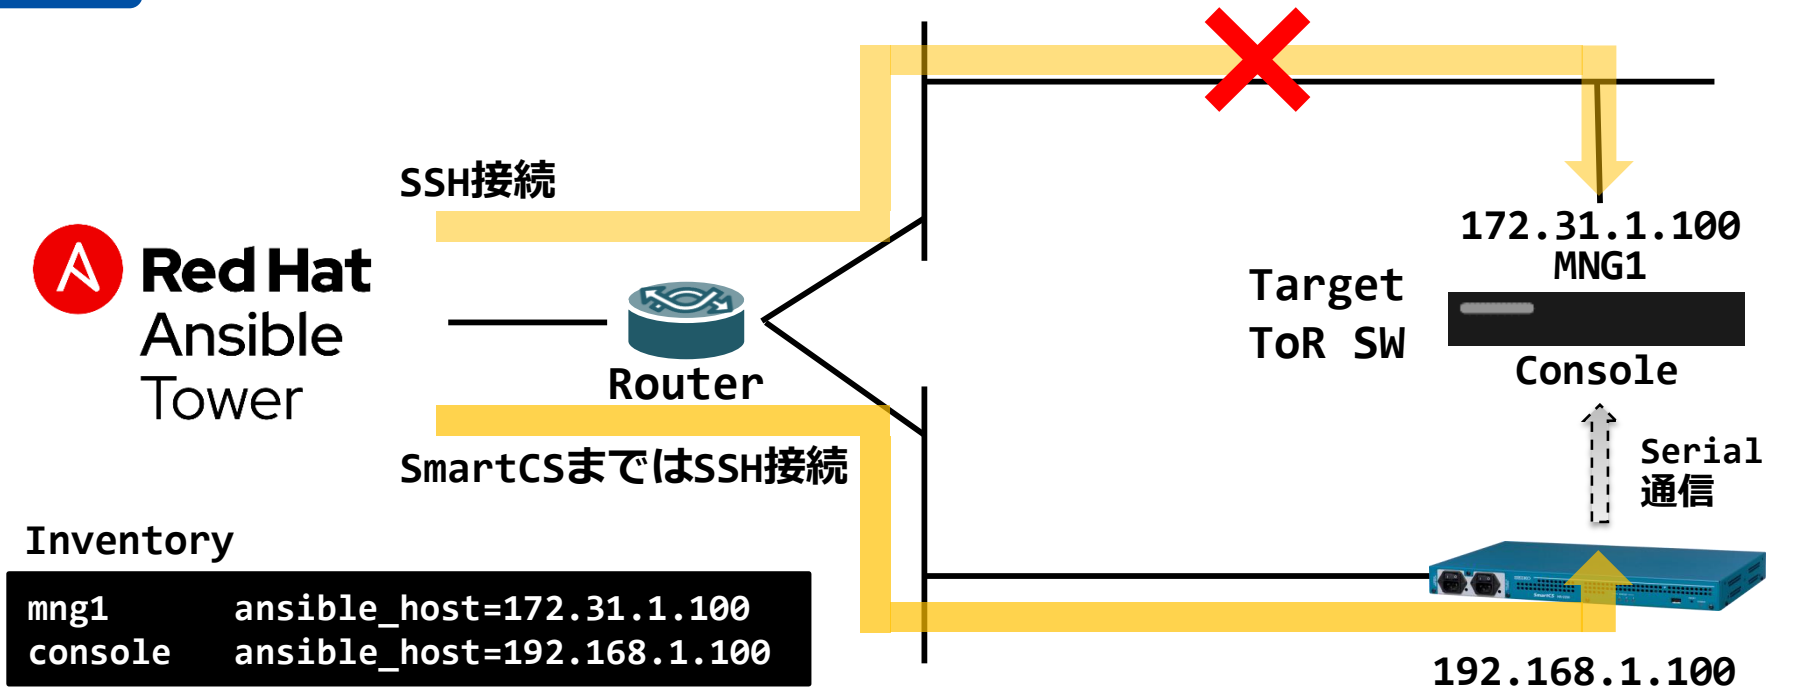 SSH接続
Red Hat
Ansible
Tower
Router
SmartCSまではSSH接続
172.31.1.100
MNG1
Target
ToR SW
Console
Serial
通信
192.168.1.100
Inventory
mng1 ansible_host=172.31.1.100
console ansible_host=192.168.1.100